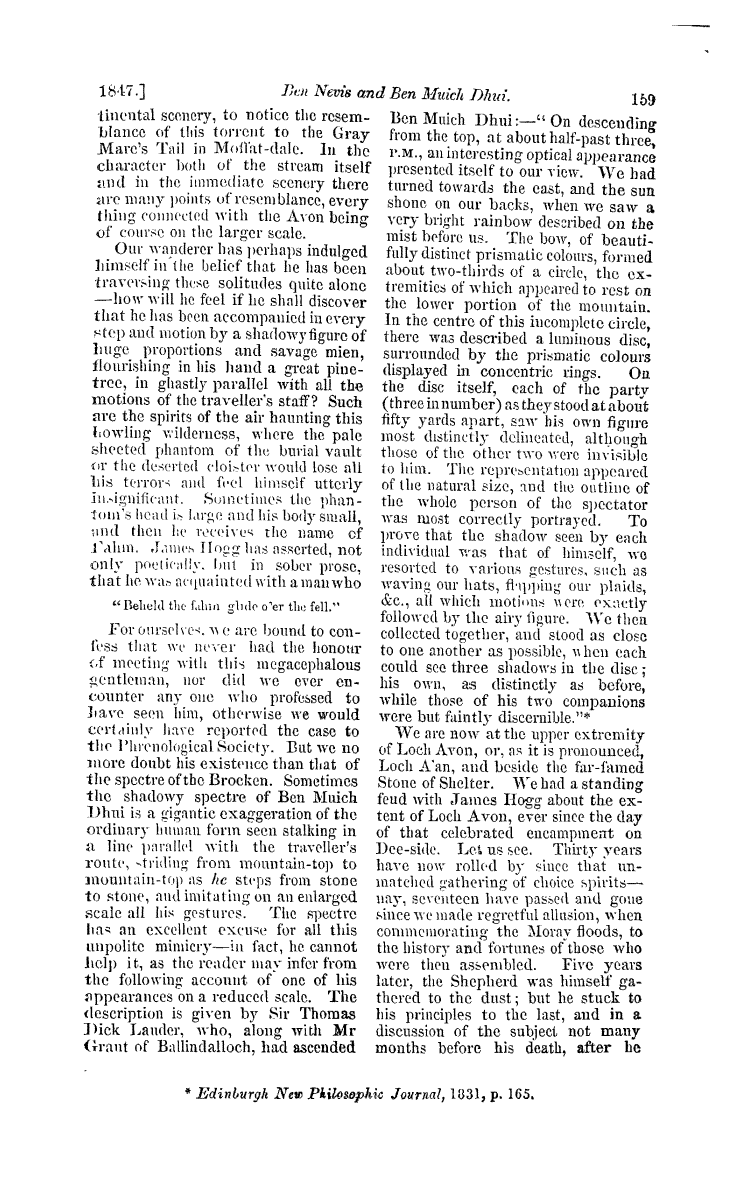 1847.] Ben Nevis and Ben Muich Dhui. 159
tinental scenery, to notice the resem-
blance of this torrent to the Gray
Mare's Tail in Moffat-dale. In the
character both of the stream itself
and in the immediate scenery there
are many points of resemblance, every
thing connected with the Avon being
of course on the larger scale.
Our wanderer has perhaps indulged
himself in the belief that he has been
traversing these solitudes quite alone
—how will he feel if he shall discover
that he has been accompanied in every
step and motion by a shadowy figure of
huge proportions and savage mien,
flourishing in his hand a great pine-
tree, in ghastly parallel with all the
motions of the traveller's staff? Such
are the spirits of the air haunting this
howling wilderness, where the pale
sheeted phantom of the burial vault
or the deserted cloister would lose all
his terrors and feel himself utterly
insignificant. Sometimes the phan-
tom's head is large and his body small,
and then he receives the name of
Fahm. James Hogg has asserted, not
only poetically, but in sober prose,
that he was acquainted with a man who
"Beheld the fahm glide o'er the fell."
For ourselves, we are bound to con-
fess that we never had the honour
of meeting with this megacephalous
gentleman, nor did we ever en-
counter any one who professed to
have seen him, otherwise we would
certainly have reported the case to
the Phrenological Society. But we no
more doubt his existence than that of
the spectre of the Brocken. Sometimes
the shadowy spectre of Ben Muich
Dhui is a gigantic exaggeration of the
ordinary human form seen stalking in
a line parallel with the traveller's
route, striding from mountain-top to
mountain-top as he steps from stone
to stone, and imitating on an enlarged
scale all his gestures. The spectre
has an excellent excuse for all this
unpolite mimicry—in fact, he cannot
help it, as the reader may infer from
the following account of one of his
appearances on a reduced scale. The
description is given by Sir Thomas
Dick Lauder, who, along with Mr
Grant of Ballindalloch, had ascended
Ben Muich Dhui:—"On descending
from the top, at about half-past three,
P.M., an interesting optical appearance
presented itself to our view. We had
turned towards the east, and the sun
shone on our backs, when we saw a
very bright rainbow described on the
mist before us. The bow, of beauti-
fully distinct prismatic colours, formed
about two-thirds of a circle, the ex-
tremities of which appeared to rest on
the lower portion of the mountain.
In the centre of this incomplete circle,
there was described a luminous disc,
surrounded by the prismatic colours
displayed in concentric rings. On
the disc itself, each of the party
(three in number) as they stood at about
fifty yards apart, saw his own figure
most distinctly delineated, although
those of the other two were invisible
to him. The representation appeared
of the natural size, and the outline of
the whole person of the spectator
was most correctly portrayed. To
prove that the shadow seen by each
individual was that of himself, we
resorted to various gestures, such as
waving our hats, flapping our plaids,
&c., all which motions were exactly
followed by the airy figure. We then
collected together, and stood as close
to one another as possible, when each
could see three shadows in the disc;
his own, as distinctly as before,
while those of his two companions
were but faintly discernible."*
We are now at the upper extremity
of Loch Avon, or, as it is pronounced,
Loch A'an, and beside the far-famed
Stone of Shelter. We had a standing
feud with James Hogg about the ex-
tent of Loch Avon, ever since the day
of that celebrated encampment on
Dee-side. Let us see. Thirty years
have now rolled by since that un-
matched gathering of choice spirits—
nay, seventeen have passed and gone
since we made regretful allusion, when
commemorating the Moray floods, to
the history and fortunes of those who
were then assembled. Five years
later, the Shepherd was himself ga-
thered to the dust; but he stuck to
his principles to the last, and in a
discussion of the subject not many
months before his death, after he
* Edinburgh New Philosophic Journal, 1831, p. 165.